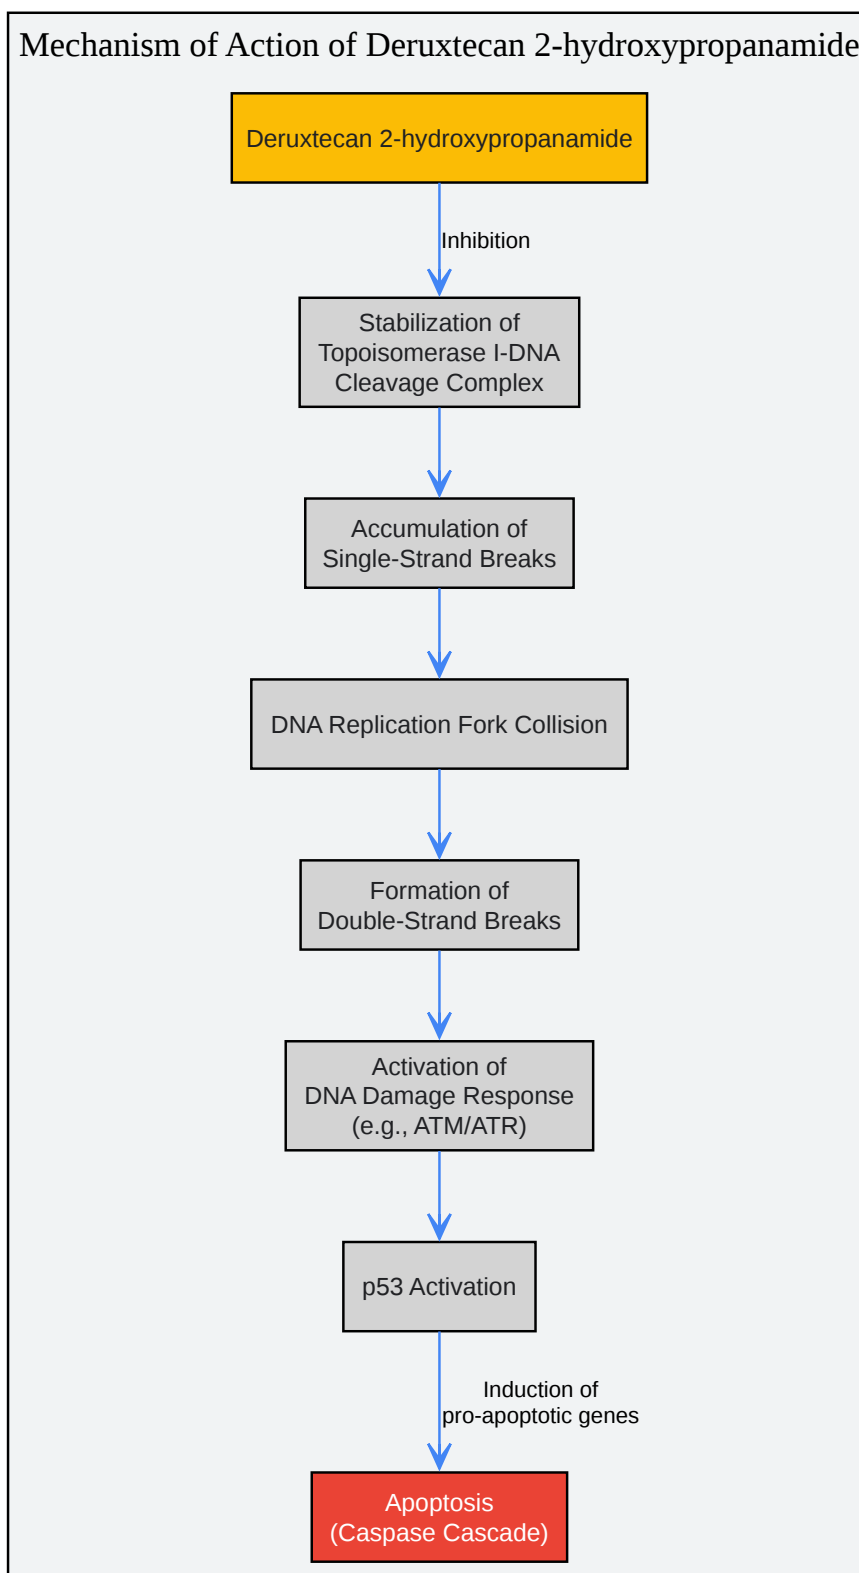 Mechanism of Action of Deruxtecan 2-hydroxypropanamide
Deruxtecan 2-hydroxypropanamide
Inhibition
Stabilization of
Topoisomerase I-DNA
Cleavage Complex
Accumulation of
Single-Strand Breaks
DNA Replication Fork Collision
Formation of
Double-Strand Breaks
Activation of
DNA Damage Response
(e.g., ATM/ATR)
p53 Activation
Induction of
pro-apoptotic genes
Apoptosis
(Caspase Cascade)